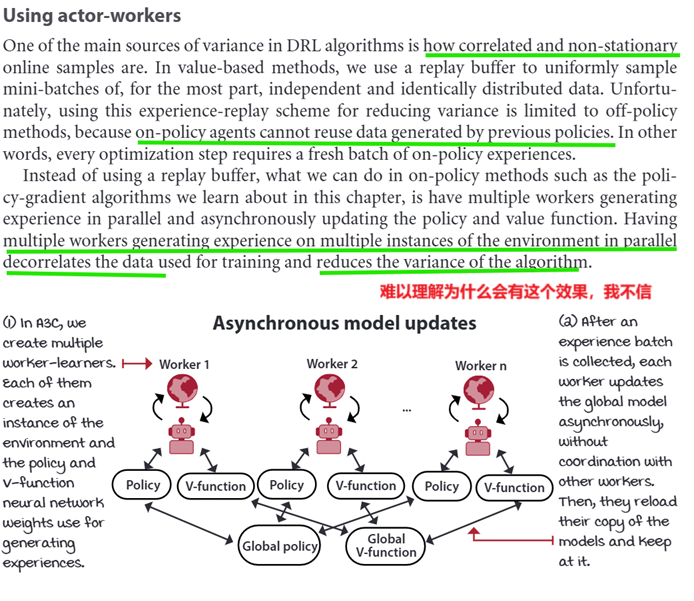 Using actor-workers
One of the main sources of variance in DRL algorithms is how correlated and non-stationary
online samples are. In value-based methods, we use a replay buffer to uniformly sample
mini-batches of, for the most part, independent and identically distributed data. Unfortu-
nately, using this experience-replay scheme for reducing variance is limited to off-policy
methods, because on-policy agents cannot reuse data generated by previous policies. In other
words, every optimization step requires a fresh batch of on-policy experiences.
Instead of using a replay buffer, what we can do in on-policy methods such as the poli-
cy-gradient algorithms we learn about in this chapter, is have multiple workers generating
experience in parallel and asynchronously updating the policy and value function. Having
multiple workers generating experience on multiple instances of the environment in parallel
decorrelates the data used for training and reduces the variance of the algorithm.
难以理解为什么会有这个效果，我不信
Asynchronous model updates
(1) In A3C, we
create multiple
worker-learners.
Each of them
creates an
instance of the
environment and
the policy and
V-function
neural network
weights use for
generating
experiences.
Worker 1
Worker 2
...
Worker n
Policy
V-function
Policy
V-function
Policy
V-function
Global policy
Global
V-function
(2) After an
experience batch
is collected, each
worker updates
the global model
asynchronously,
without
coordination with
other workers.
Then, they reload
their copy of the
models and keep
at it.